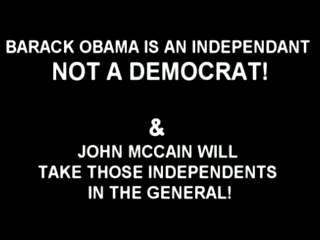 BARACK OBAMA IS AN INDEPENDANT
NOT A DEMOCRAT!
&
JOHN MCCAIN WILL
TAKE THOSE INDEPENDENTS
IN THE GENERAL!